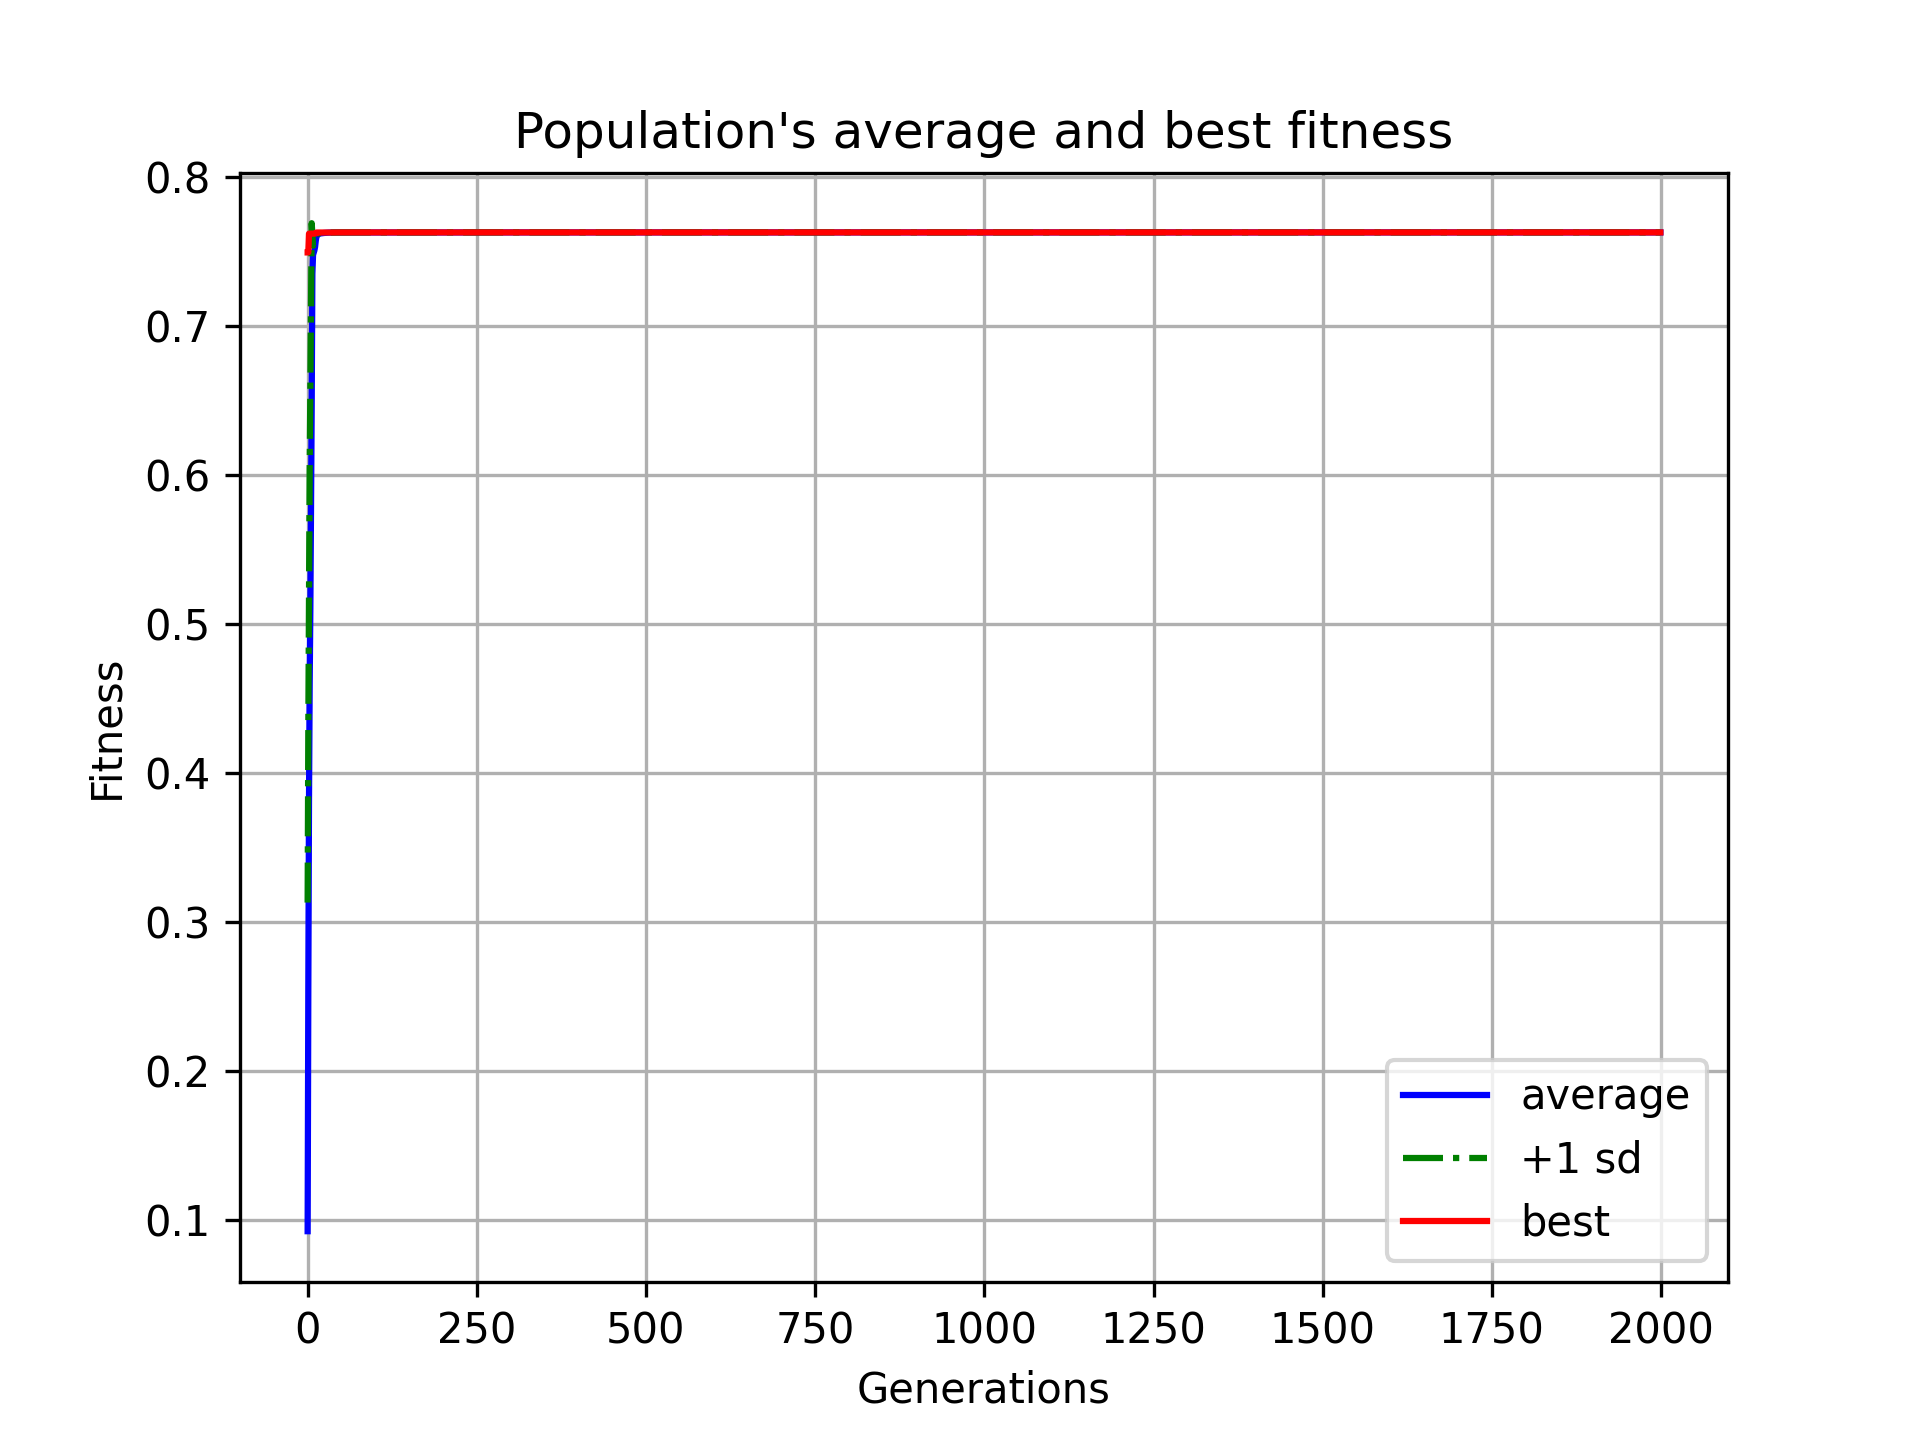 Population's average and best fitness
0.8
0.7
0.6
0.5
0.4
0.3
0.2
0.1
Fitness
average
+1 sd
best
0 250 500 750 1000 1250 1500 1750 2000
Generations